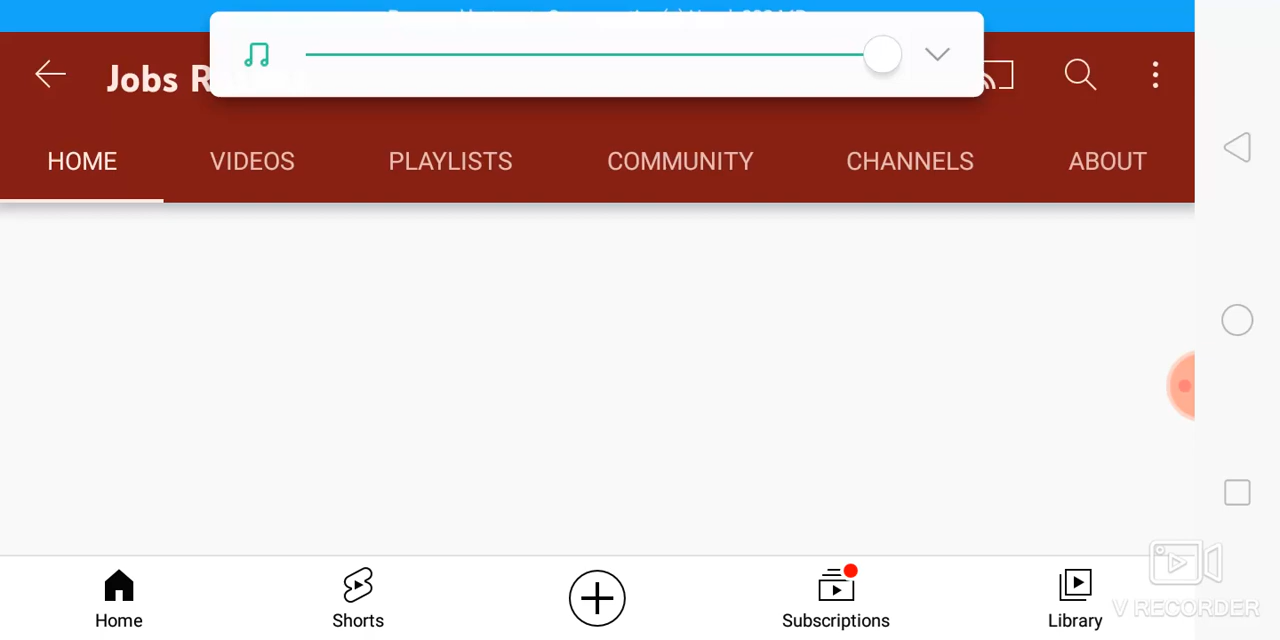 Jobs R
HOME VIDEOS PLAYLISTS COMMUNITY CHANNELS ABOUT
Home Shorts Subscriptions Library
V RECORDER